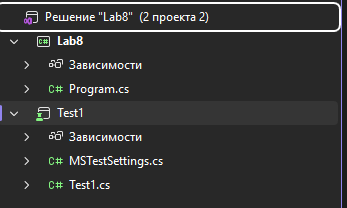 Решение "Lab8" (2 проекта 2)
Lab8
Зависимости
C# Program.cs
Test1
Зависимости
C# MSTestSettings.cs
C# Test1.cs